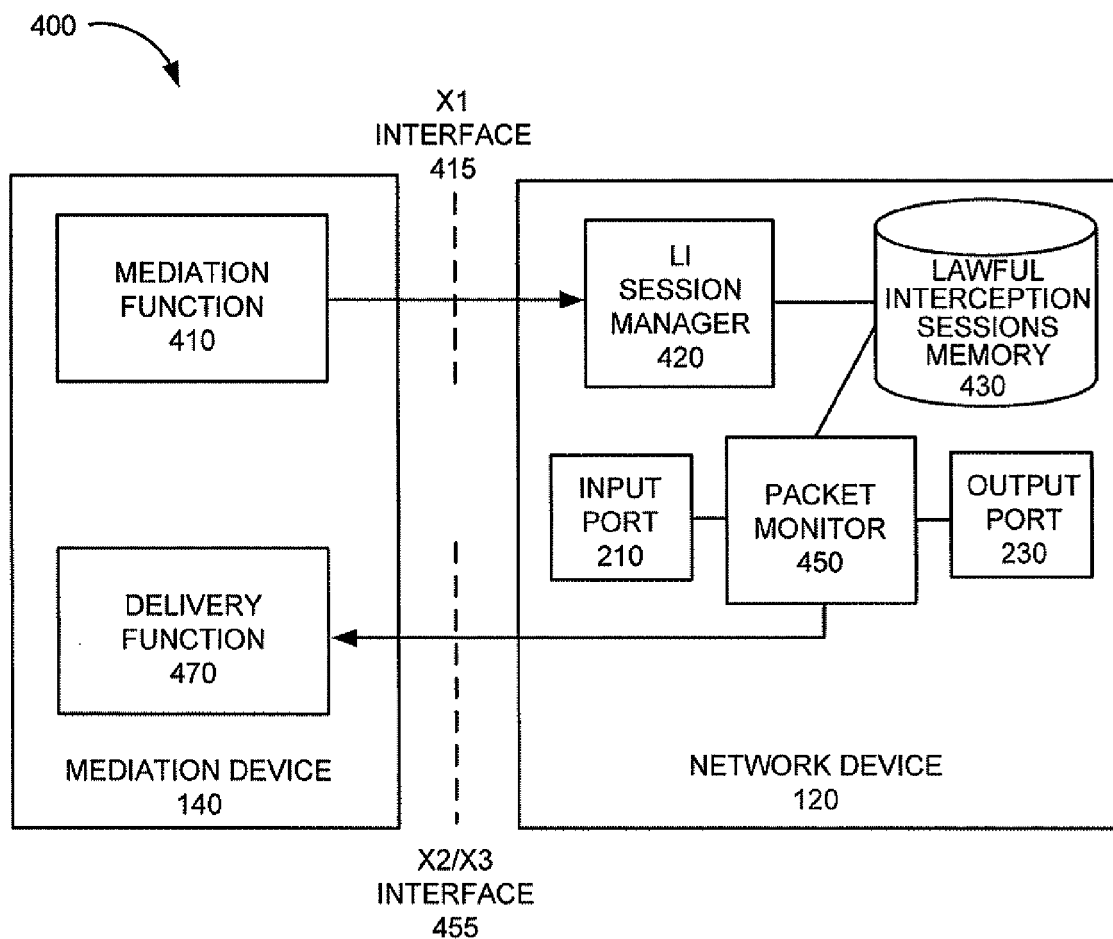 400
X1
INTERFACE
415
MEDIATION
FUNCTION
410
LI
SESSION
MANAGER
420
LAWFUL
INTERCEPTION
SESSIONS
MEMORY
430
INPUT
PORT
210
PACKET
MONITOR
450
OUTPUT
PORT
230
DELIVERY
FUNCTION
470
MEDIATION DEVICE
140
NETWORK DEVICE
120
X2/X3
INTERFACE
455